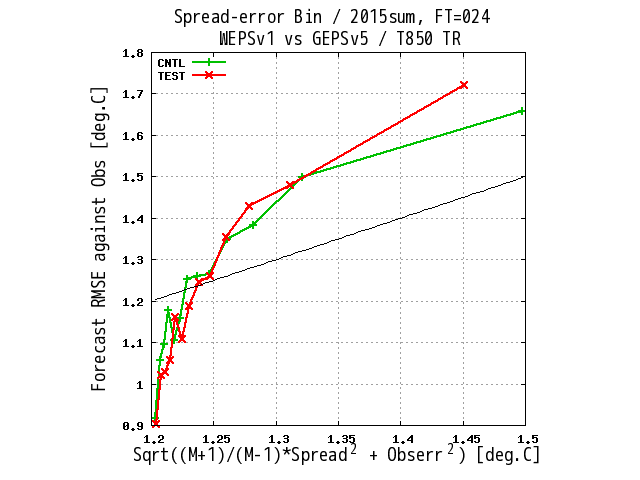 Spread-error Bin / 2015sum, FT=024
WEPSv1 vs GEPSv5 / T850 TR
CNTL
TEST
1.8
1.7
1.6
1.5
1.4
1.3
1.2
1.1
1
0.9
Forecast RMSE against Obs [deg.C]
1.2 1.25 1.3 1.35 1.4 1.45 1.5
Sqrt((M+1)/(M-1)*Spread² + Obserr²) [deg.C]